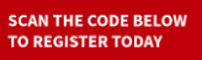 SCAN THE CODE BELOW
TO REGISTER TODAY